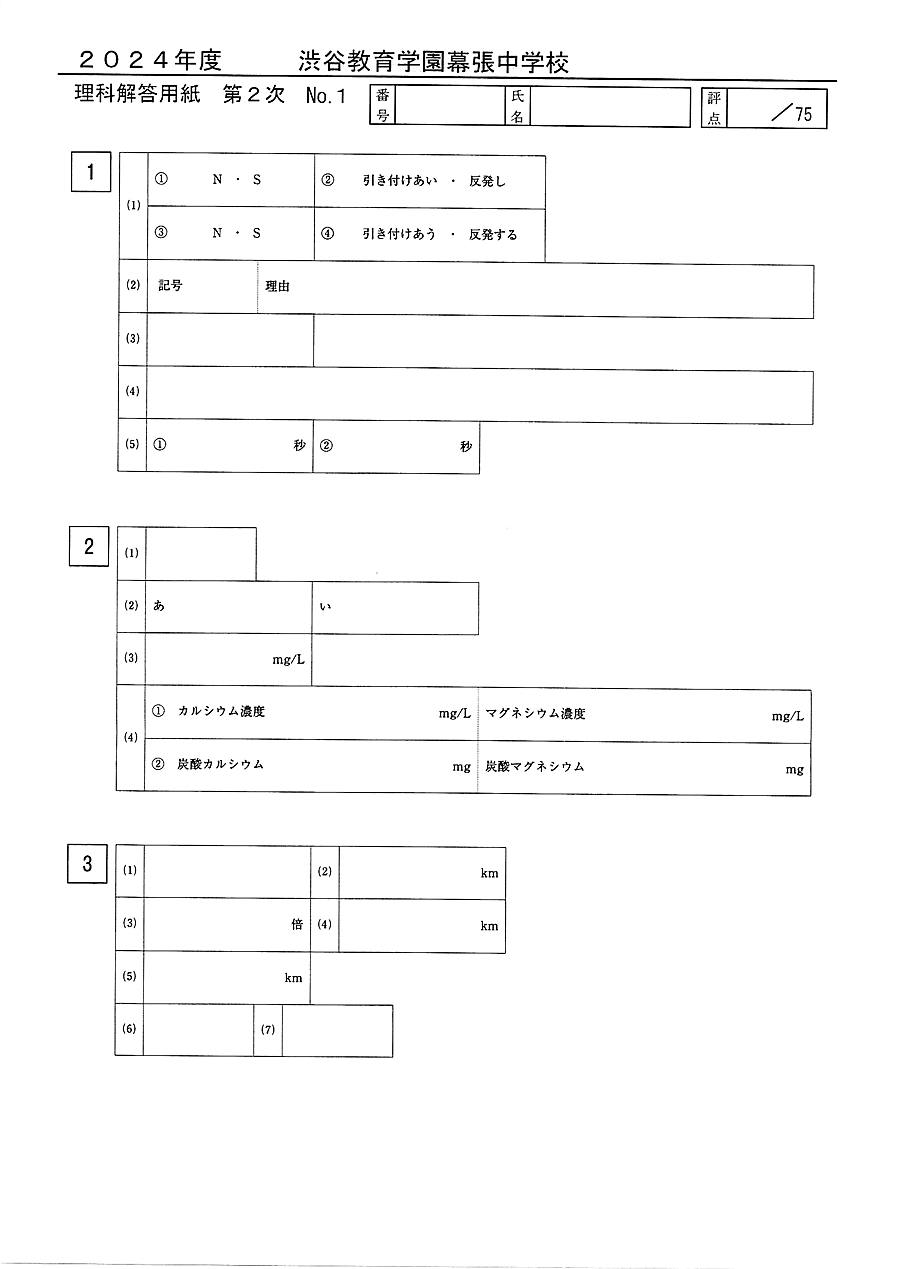 2024年度 渋谷教育学園幕張中学校
理科解答用紙 第2次 No.1 番号 氏名 評点 /75
1
(1) ① N ・ S ② 引き付けあい ・ 反発し
③ N ・ S ④ 引き付けあう ・ 反発する
(2) 記号 理由
(3)
(4)
(5) ① 秒 ② 秒
2
(1)
(2) あ い
(3) mg/L
(4) ① カルシウム濃度 mg/L マグネシウム濃度 mg/L
② 炭酸カルシウム mg 炭酸マグネシウム mg
3
(1) (2) km
(3) 倍 (4) km
(5) km
(6) (7)